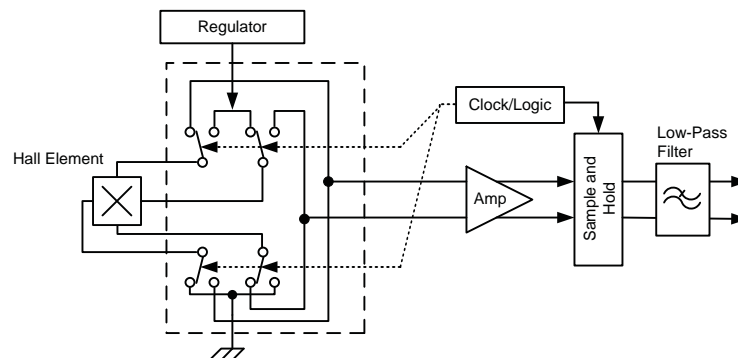 Regulator
Clock/Logic
Hall Element
Amp
Sample and
Hold
Low-Pass
Filter